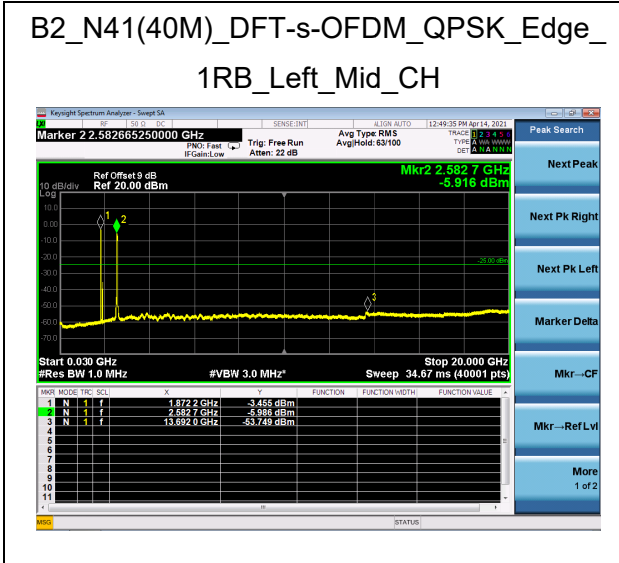 B2_N41(40M)_DFT-s-OFDM_QPSK_Edge_
1RB_Left_Mid_CH
Keysight Spectrum Analyzer - Swept SA
RF 50 Ω DC SENSE:INT ALIGN AUTO 12:49:35 PM Apr 14, 2021
Marker 2 2.582665250000 GHz
PNO: Fast
IFGain:Low
Trig: Free Run
Atten: 22 dB
Avg Type: RMS
Avg|Hold: 63/100
TRACE 1 2 3 4 5 6
TYPE A WA WWW
DET A N A N N N
Peak Search
Mkr2 2.582 7 GHz
-5.916 dBm
Ref Offset 9 dB
10 dB/div Ref 20.00 dBm
Log
10.0
0.00
-10.0
-20.0
-30.0
-40.0
-50.0
-60.0
-70.0
1
2
3
-25.00 dBm
Start 0.030 GHz
Stop 20.000 GHz
#Res BW 1.0 MHz #VBW 3.0 MHz* Sweep 34.67 ms (40001 pts)
MKR MODE TRC SCL X Y FUNCTION FUNCTION WIDTH FUNCTION VALUE
1 N 1 f 1.872 2 GHz -3.455 dBm
2 N 1 f 2.582 7 GHz -5.986 dBm
3 N 1 f 13.692 0 GHz -53.749 dBm
4
5
6
7
8
9
10
11
MSG STATUS
Next Peak
Next Pk Right
Next Pk Left
Marker Delta
Mkr→CF
Mkr→Ref Lvl
More
1 of 2